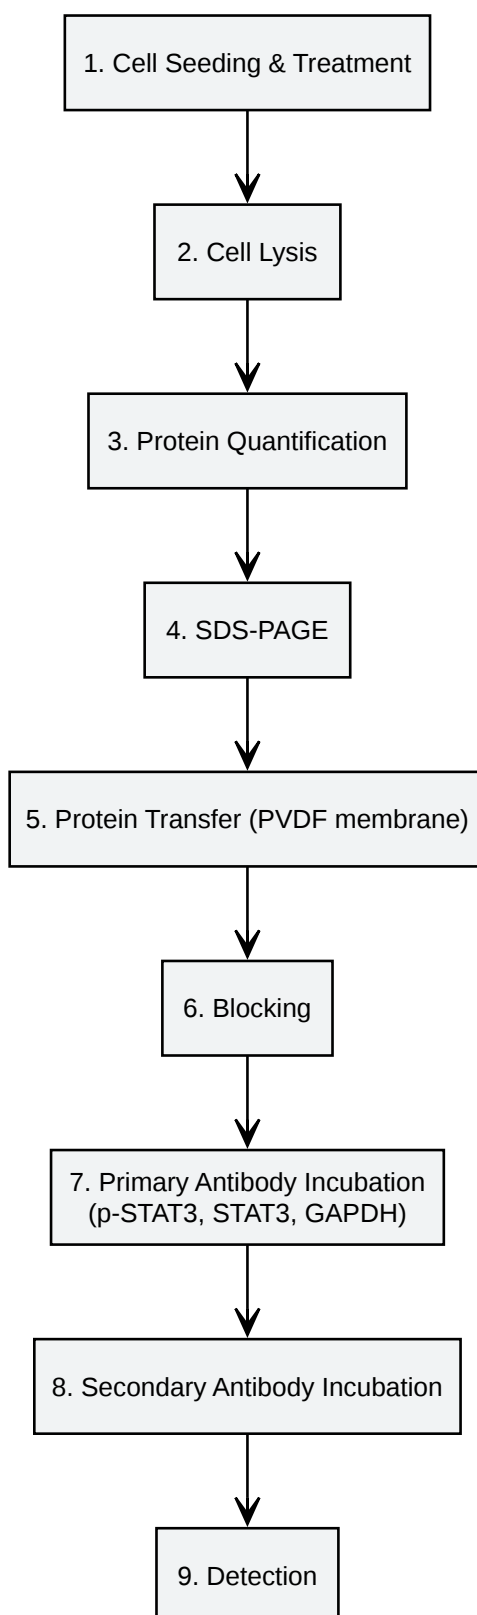 1. Cell Seeding & Treatment
2. Cell Lysis
3. Protein Quantification
4. SDS-PAGE
5. Protein Transfer (PVDF membrane)
6. Blocking
7. Primary Antibody Incubation
(p-STAT3, STAT3, GAPDH)
8. Secondary Antibody Incubation
9. Detection